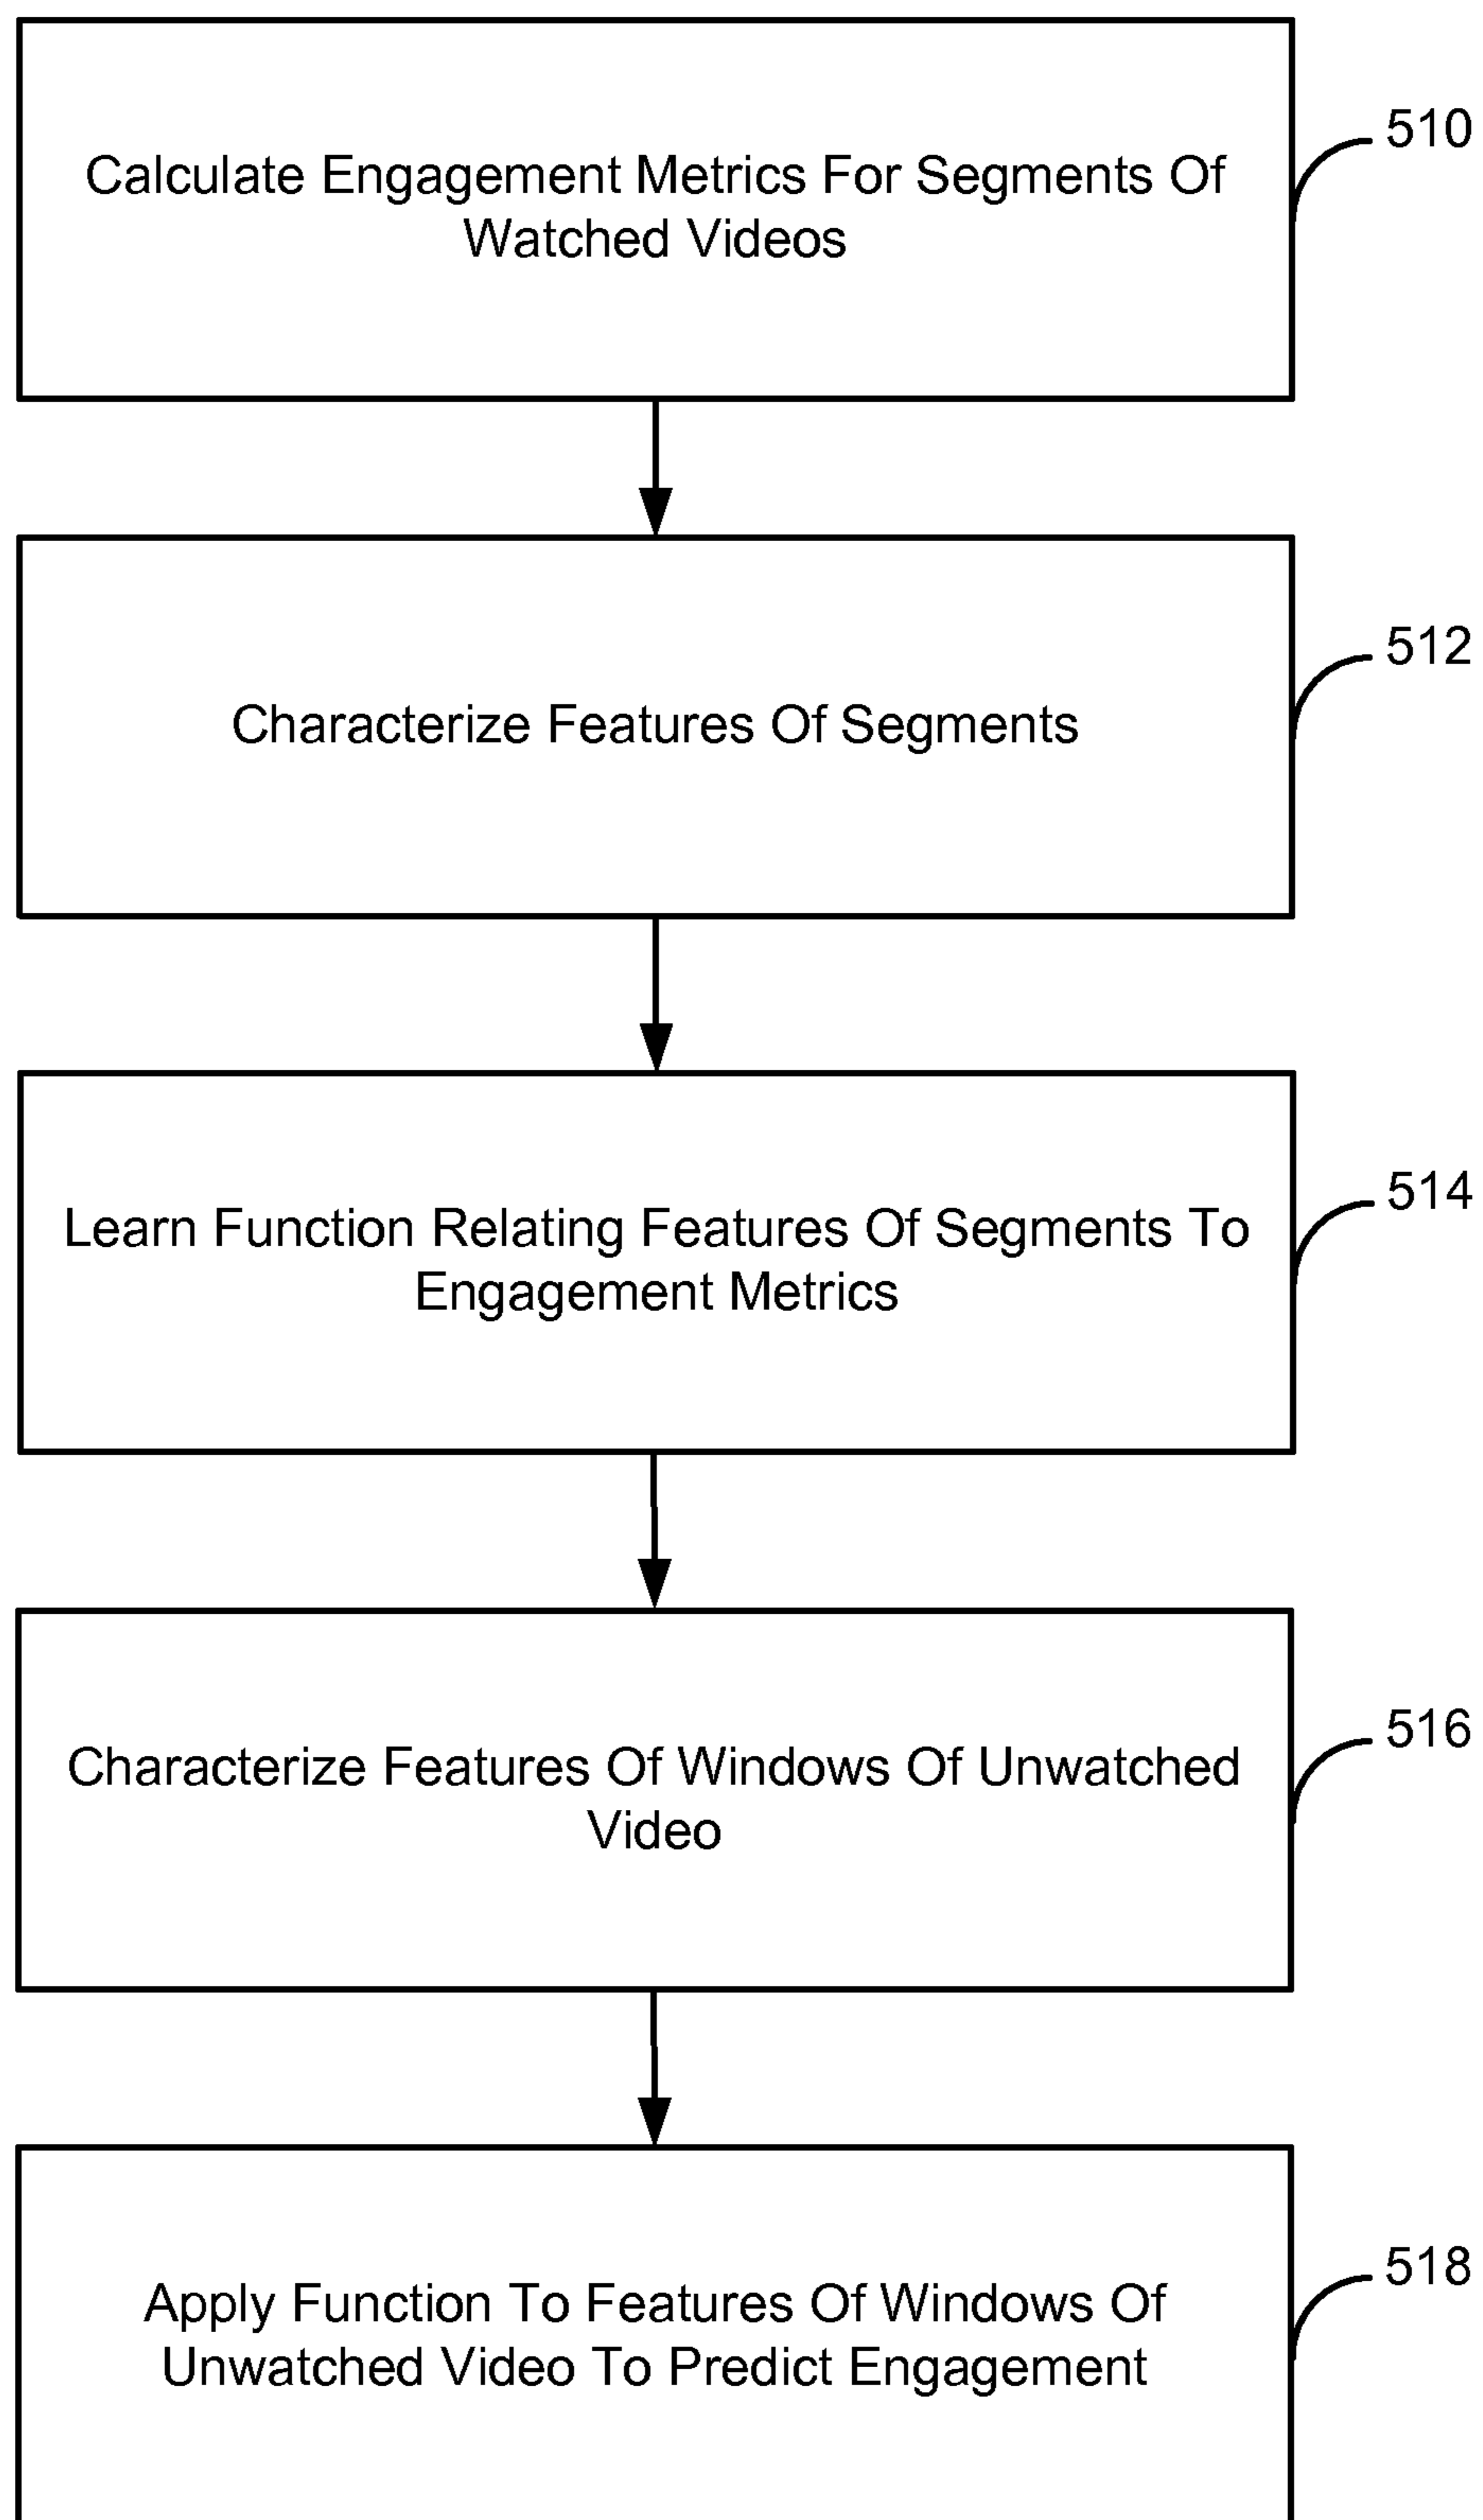 Calculate Engagement Metrics For Segments Of
Watched Videos
510
Characterize Features Of Segments
512
Learn Function Relating Features Of Segments To
Engagement Metrics
514
Characterize Features Of Windows Of Unwatched
Video
516
Apply Function To Features Of Windows Of
Unwatched Video To Predict Engagement
518